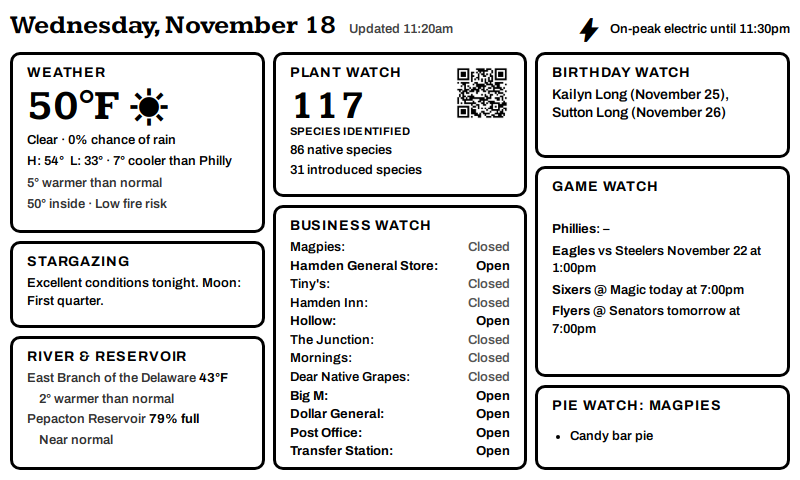 Wednesday, November 18 Updated 11:20am
On-peak electric until 11:30pm
WEATHER
50°F
Clear · 0% chance of rain
H: 54° L: 33° · 7° cooler than Philly
5° warmer than normal
50° inside · Low fire risk
STARGAZING
Excellent conditions tonight. Moon:
First quarter.
RIVER & RESERVOIR
East Branch of the Delaware 43°F
2° warmer than normal
Pepacton Reservoir 79% full
Near normal
PLANT WATCH
117
SPECIES IDENTIFIED
86 native species
31 introduced species
BUSINESS WATCH
Magpies: Closed
Hamden General Store: Open
Tiny's: Closed
Hamden Inn: Closed
Hollow: Open
The Junction: Closed
Mornings: Closed
Dear Native Grapes: Closed
Big M: Open
Dollar General: Open
Post Office: Open
Transfer Station: Open
BIRTHDAY WATCH
Kailyn Long (November 25),
Sutton Long (November 26)
GAME WATCH
Phillies: –
Eagles vs Steelers November 22 at
1:00pm
Sixers @ Magic today at 7:00pm
Flyers @ Senators tomorrow at
7:00pm
PIE WATCH: MAGPIES
• Candy bar pie